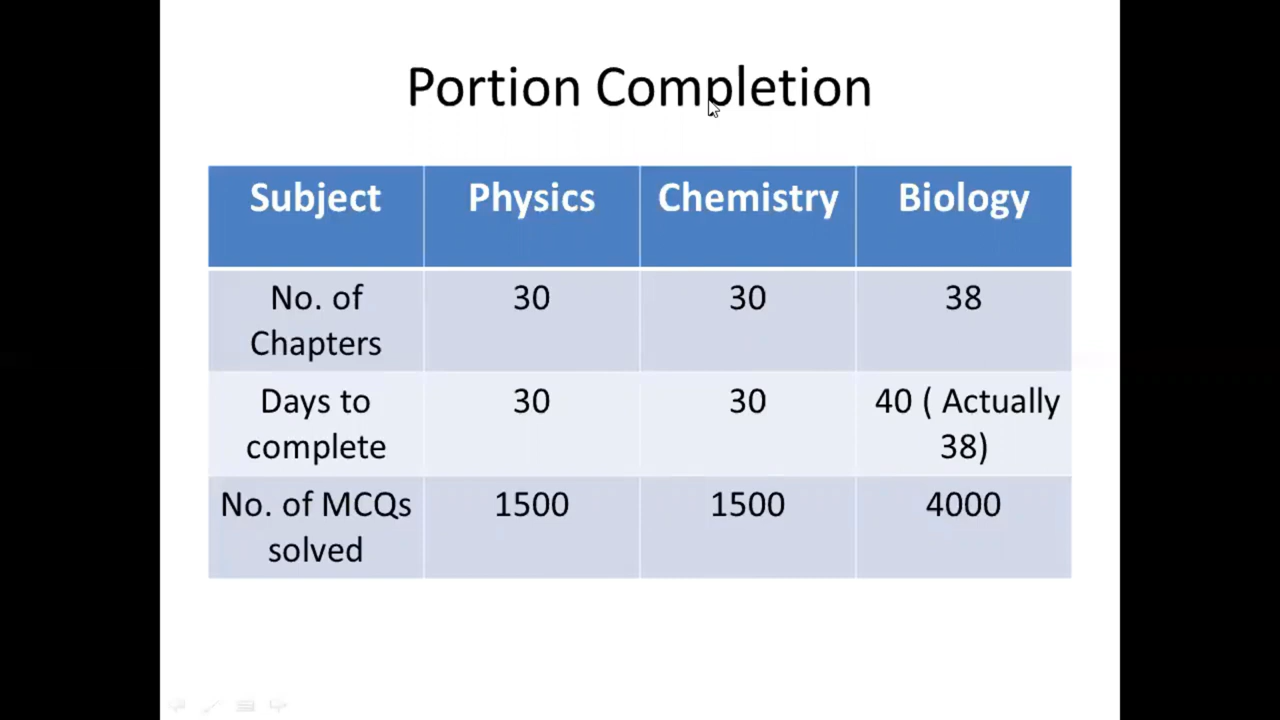 Portion Completion
Subject Physics Chemistry Biology
No. of Chapters 30 30 38
Days to complete 30 30 40 ( Actually 38)
No. of MCQs solved 1500 1500 4000